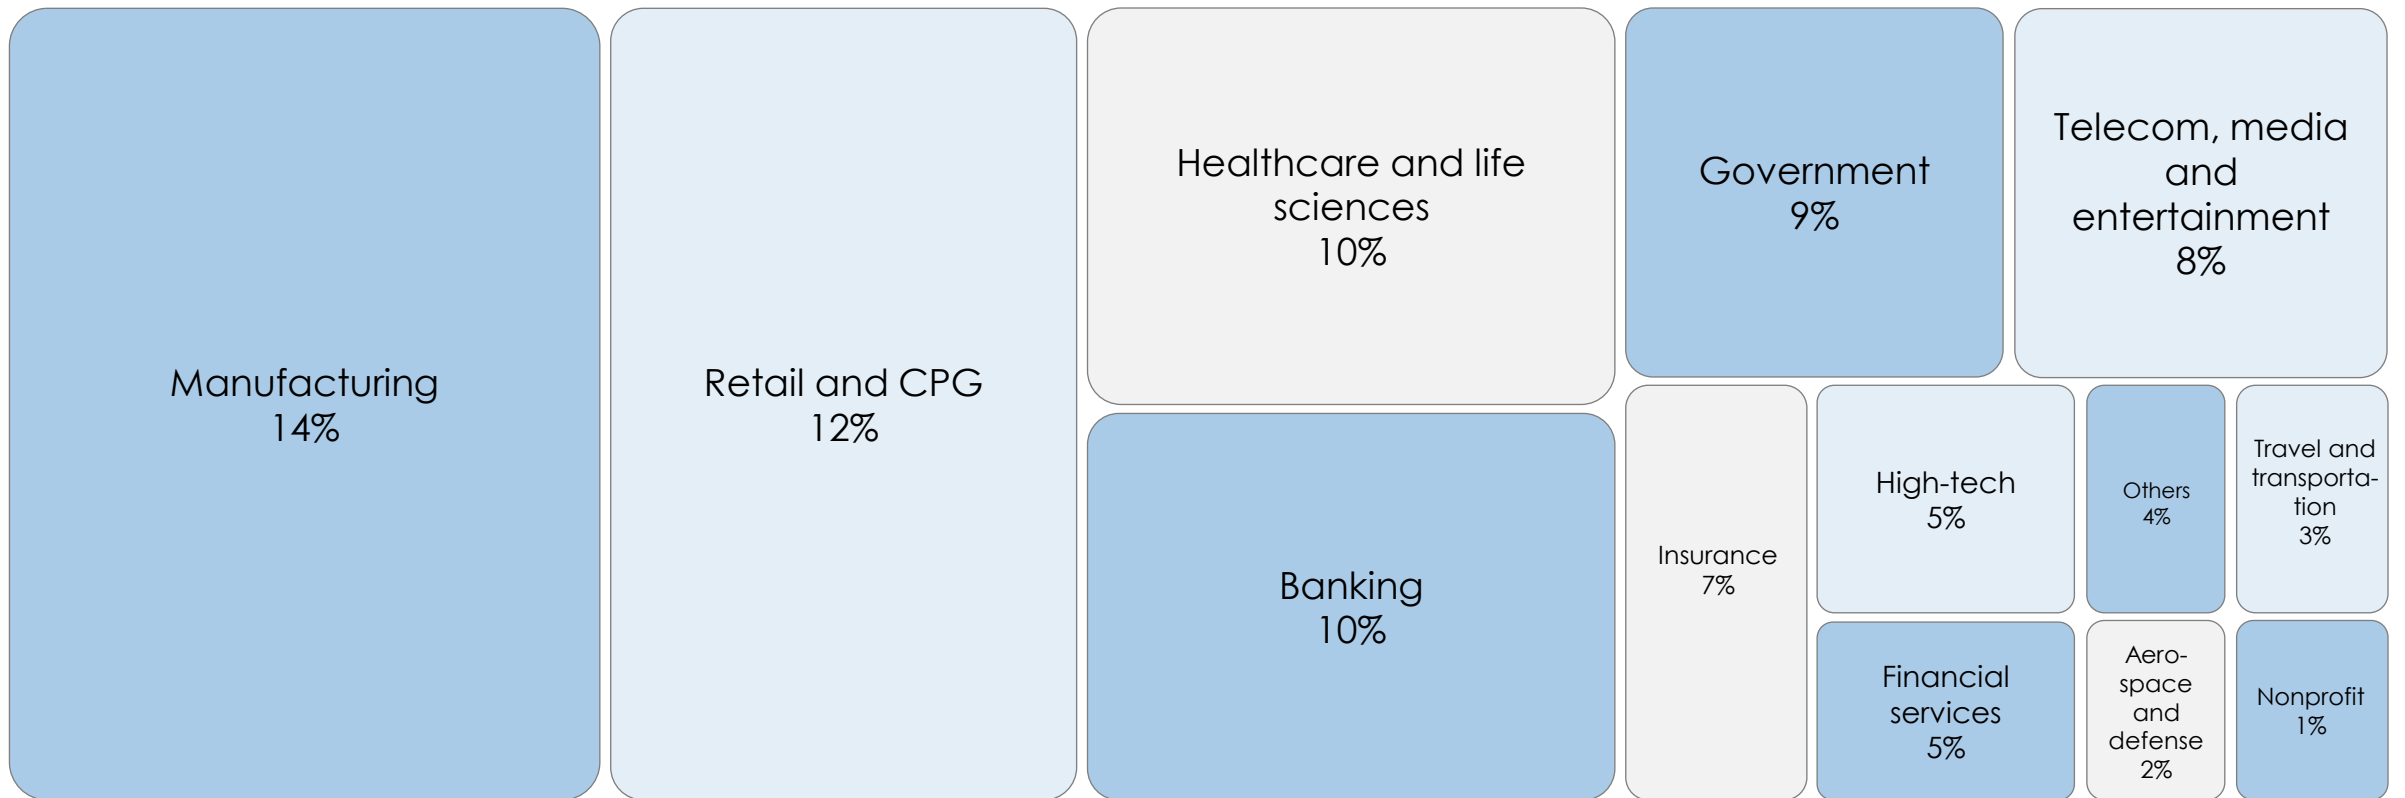 Manufacturing
14%
Retail and CPG
12%
Healthcare and life
sciences
10%
Banking
10%
Government
9%
Telecom, media
and
entertainment
8%
Insurance
7%
High-tech
5%
Financial
services
5%
Others
4%
Travel and
transporta-
tion
3%
Aero-
space
and
defense
2%
Nonprofit
1%